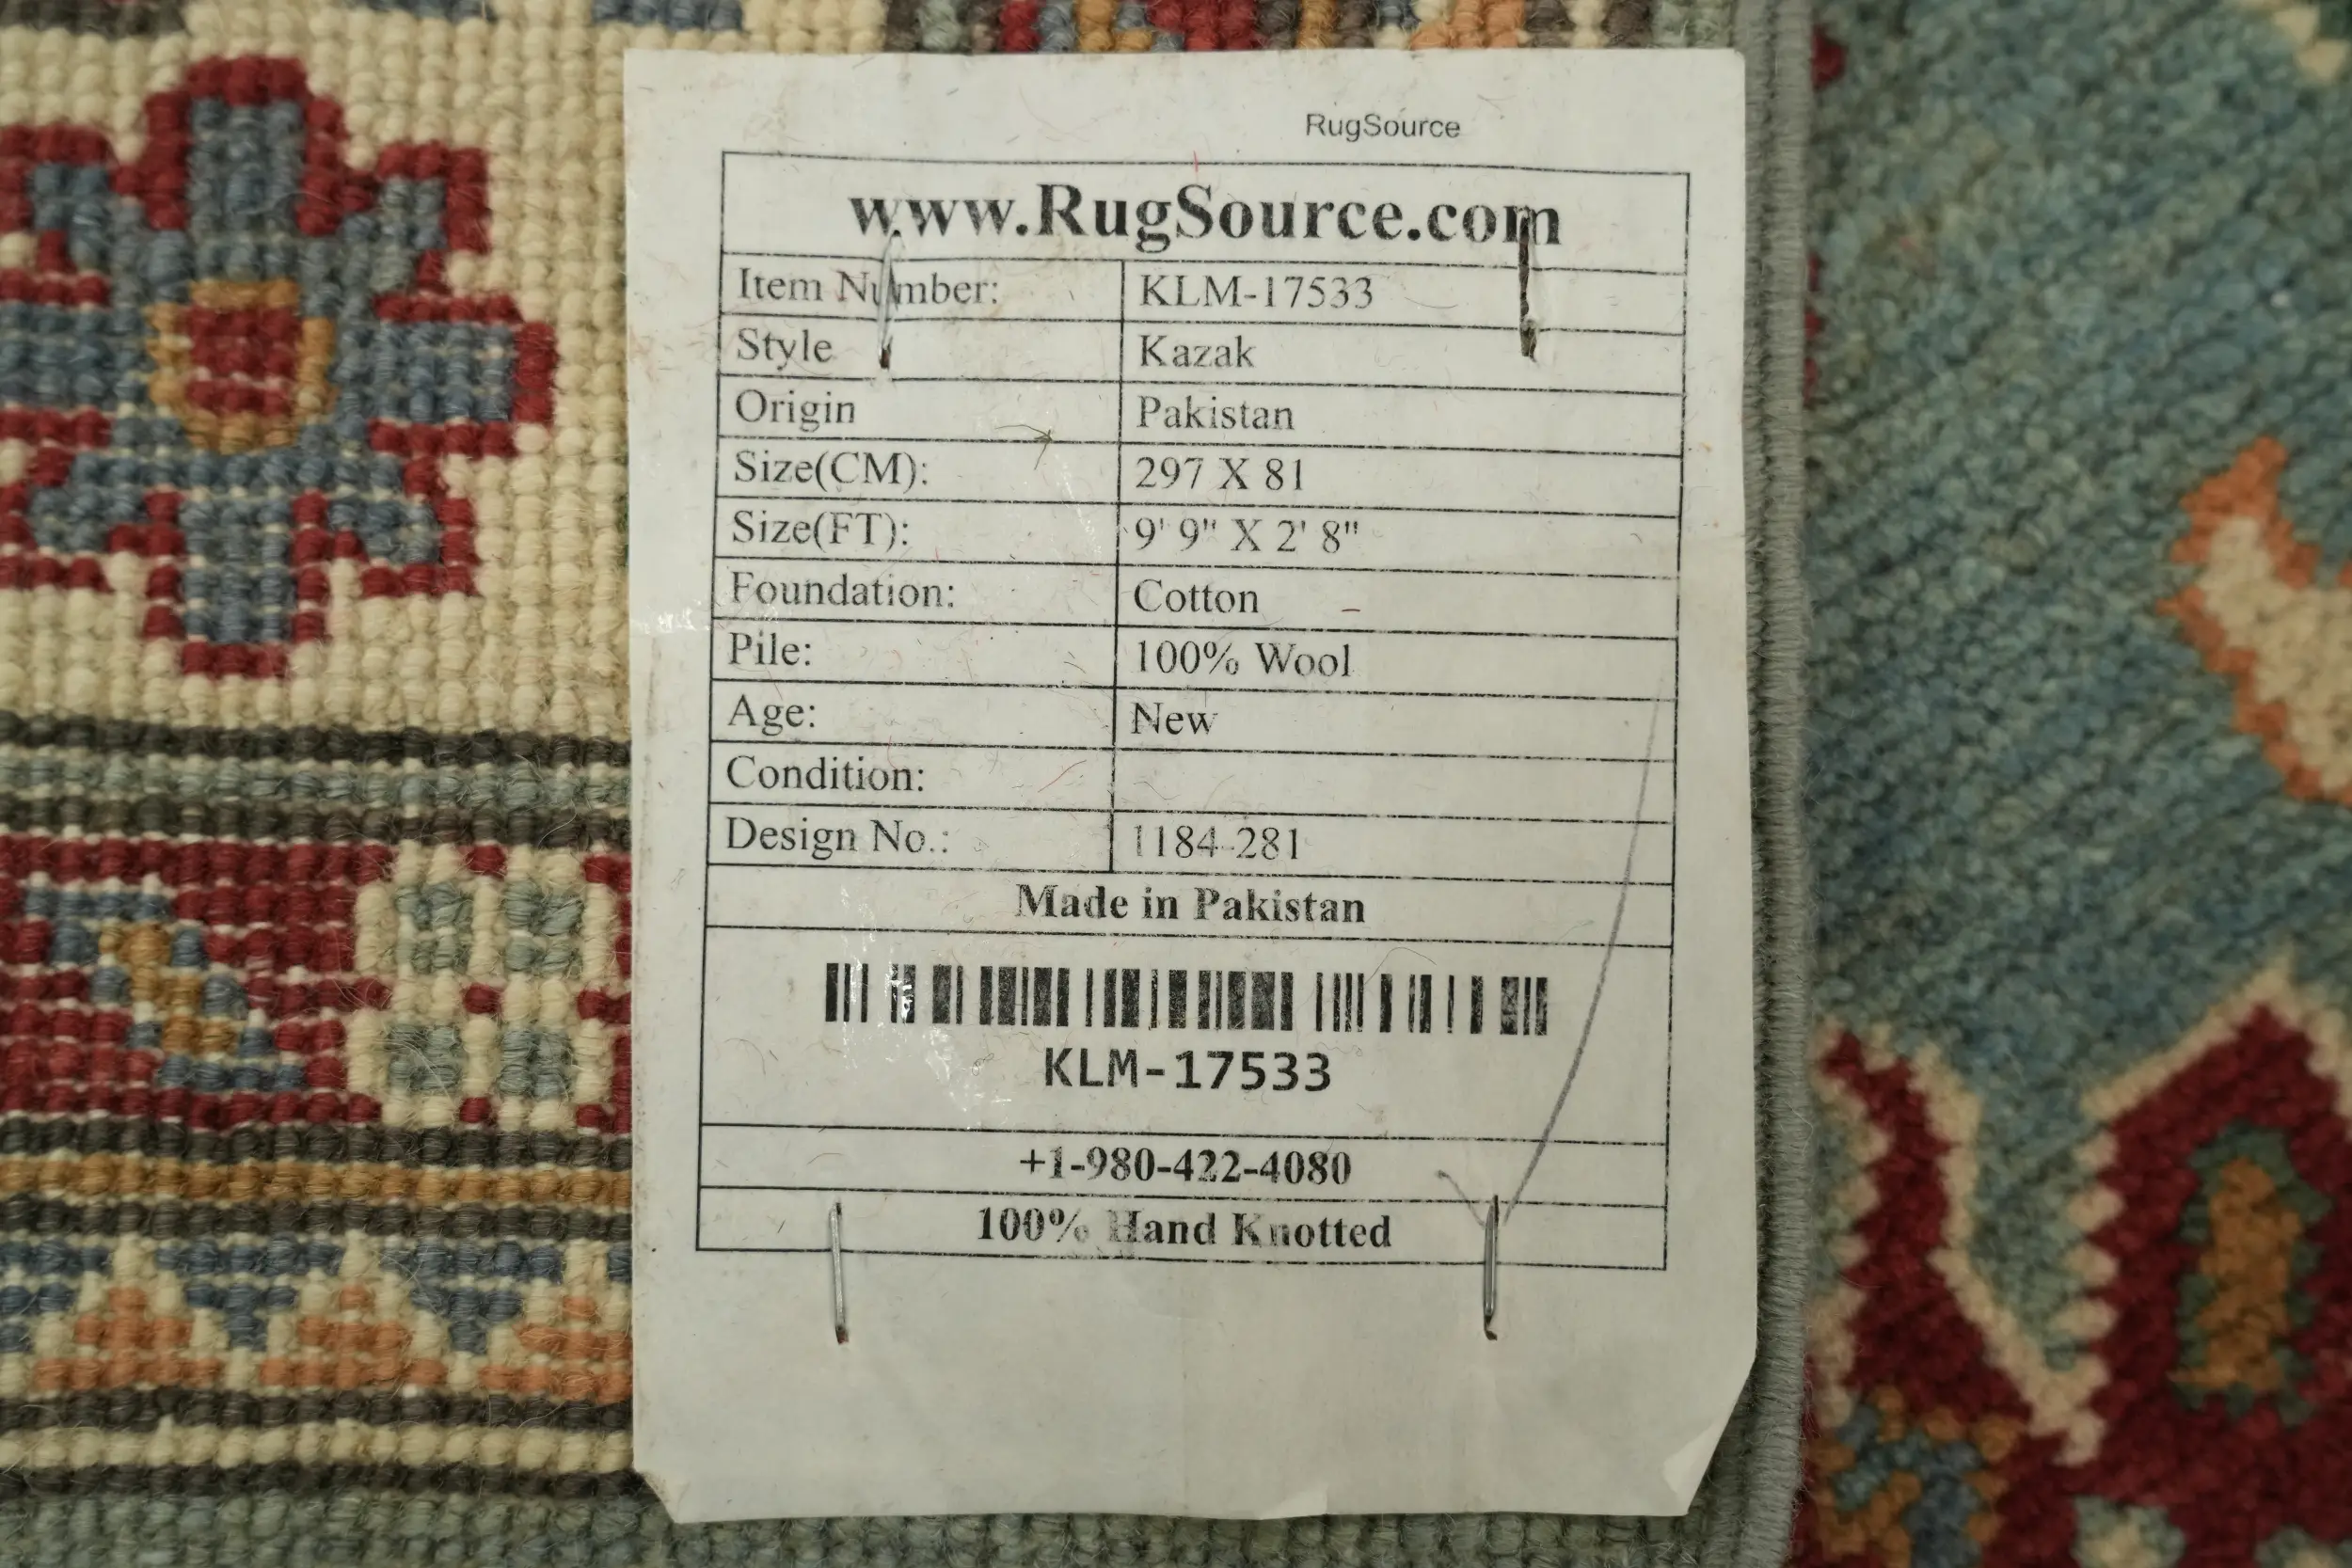 RugSource
www.RugSource.com
Item Number: KLM-17533
Style Kazak
Origin Pakistan
Size(CM): 297 X 81
Size(FT): 9' 9" X 2' 8"
Foundation: Cotton
Pile: 100% Wool
Age: New
Condition:
Design No.: 1184-281
Made in Pakistan
KLM-17533
+1-980-422-4080
100% Hand Knotted